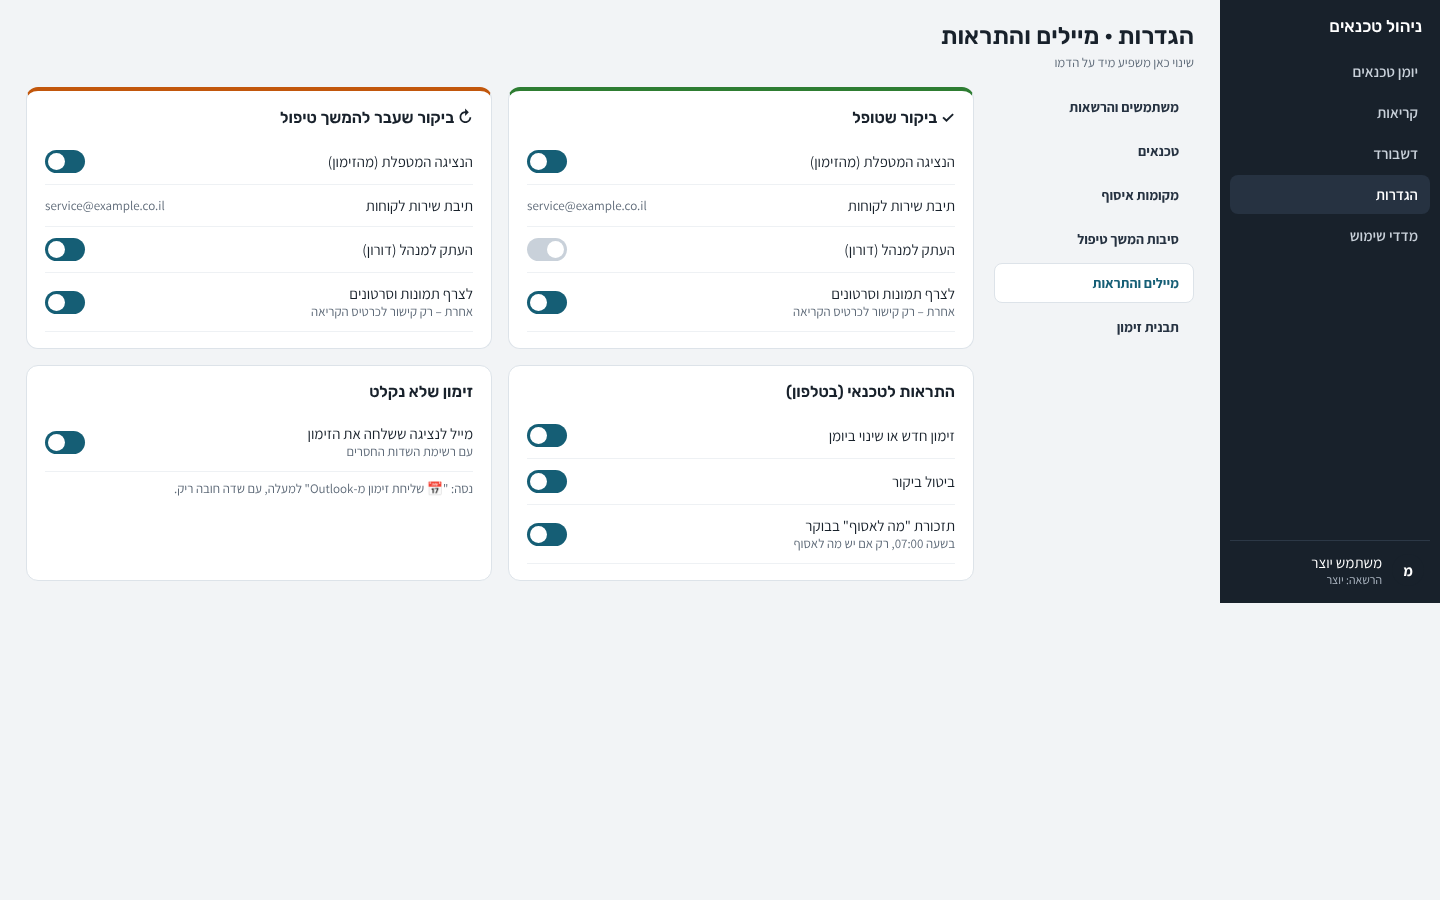 ניהול טכנאים
יומן טכנאים
קריאות
דשבורד
הגדרות
מדדי שימוש
משתמש יוצר
הרשאה: יוצר
מ
הגדרות • מיילים והתראות
שינוי כאן משפיע מיד על הדמו
משתמשים והרשאות
טכנאים
מקומות איסוף
סיבות המשך טיפול
מיילים והתראות
תבנית זימון
✓ ביקור שטופל
הנציגה המטפלת (מהזימון)
תיבת שירות לקוחות
service@example.co.il
העתק למנהל (דורון)
לצרף תמונות וסרטונים
אחרת – רק קישור לכרטיס הקריאה
↻ ביקור שעבר להמשך טיפול
הנציגה המטפלת (מהזימון)
תיבת שירות לקוחות
service@example.co.il
העתק למנהל (דורון)
לצרף תמונות וסרטונים
אחרת – רק קישור לכרטיס הקריאה
התראות לטכנאי (בטלפון)
זימון חדש או שינוי ביומן
ביטול ביקור
תזכורת "מה לאסוף" בבוקר
בשעה 07:00, רק אם יש מה לאסוף
זימון שלא נקלט
מייל לנציגה ששלחה את הזימון
עם רשימת השדות החסרים
נסה: "📅 שליחת זימון מ-Outlook" למעלה, עם שדה חובה ריק.